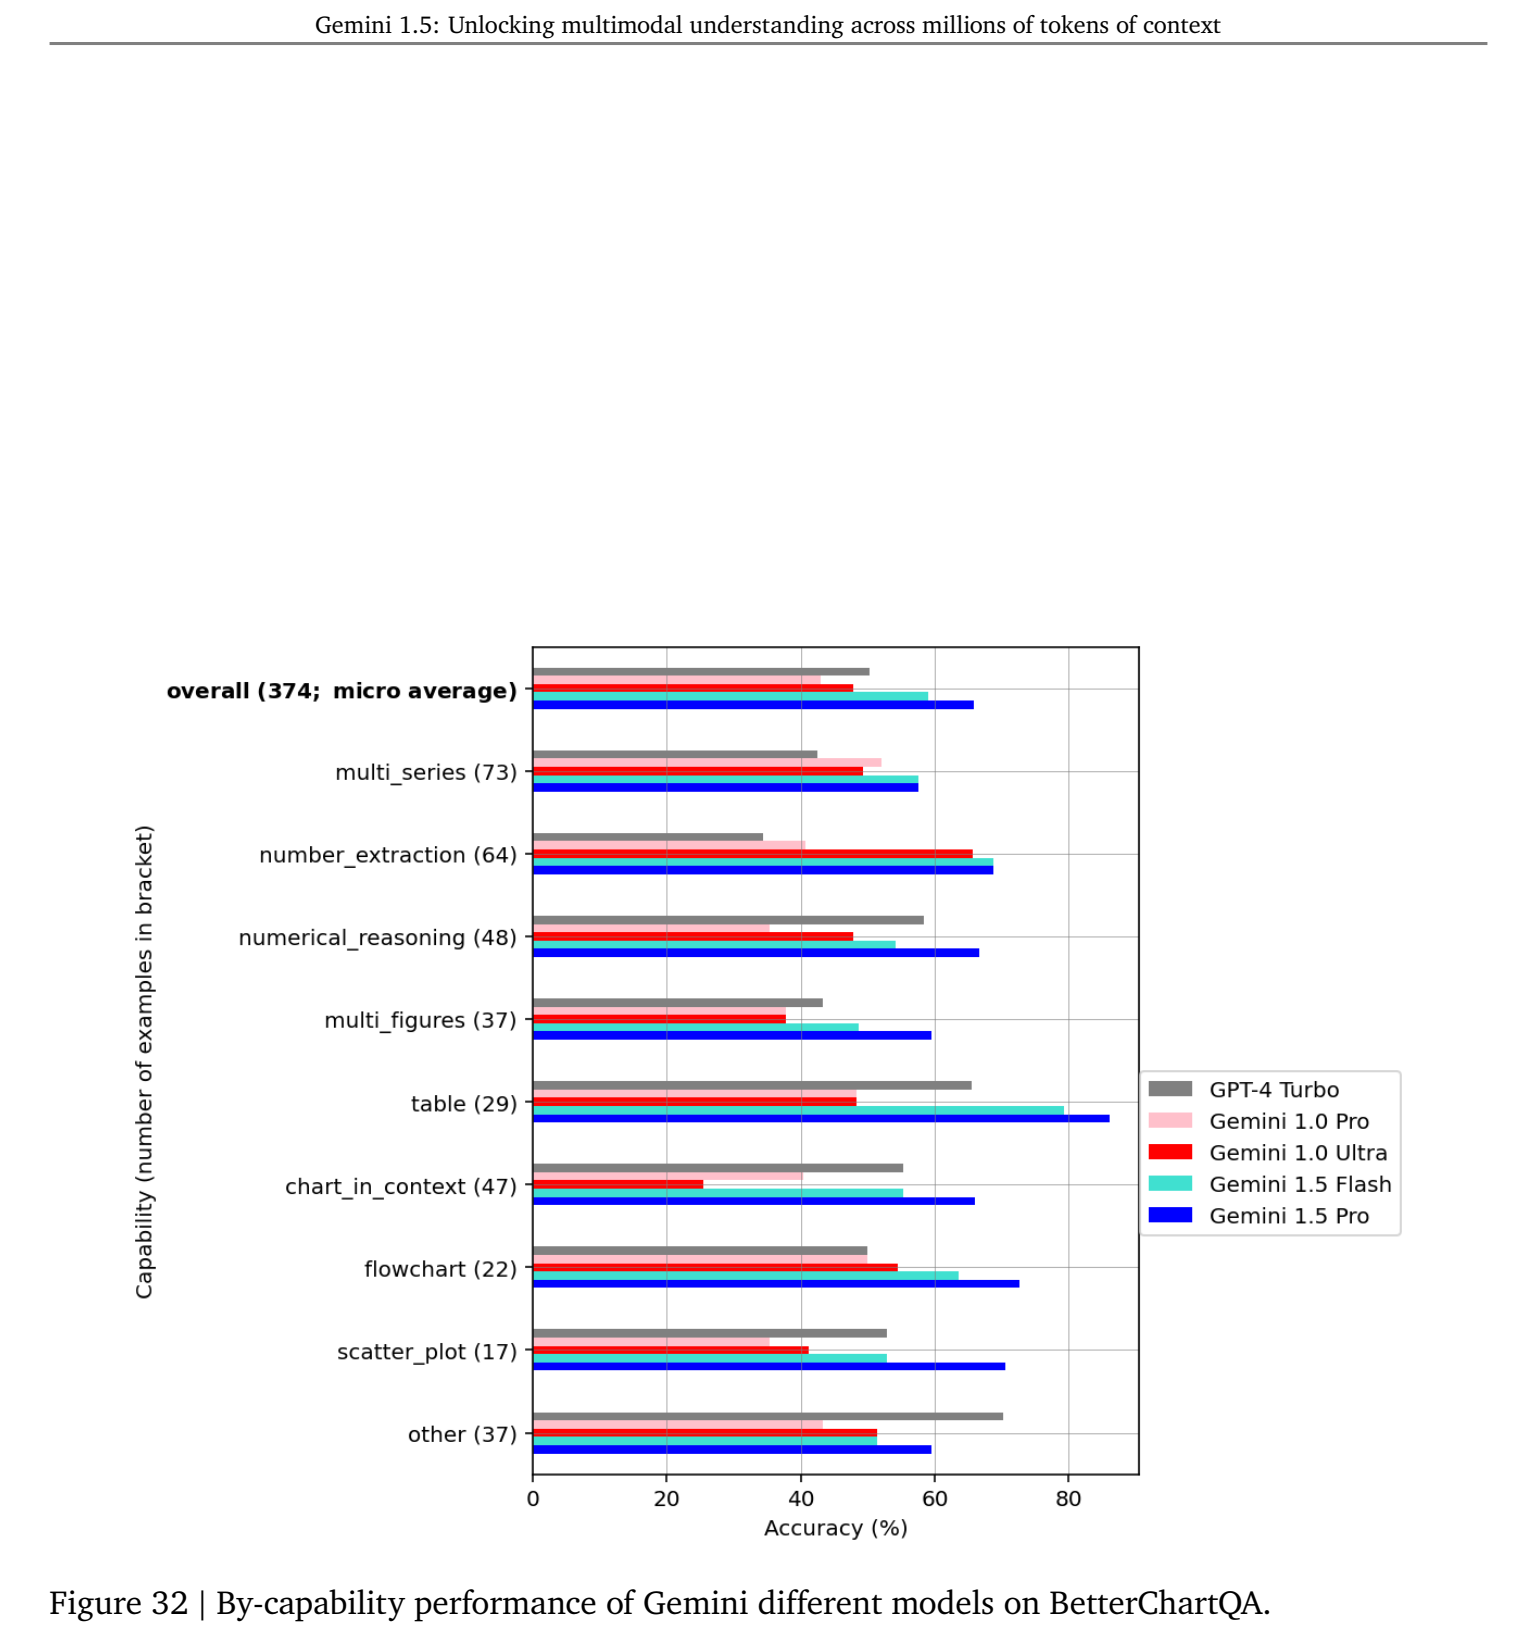 Gemini 1.5: Unlocking multimodal understanding across millions of tokens of context
overall (374;  micro average)
multi_series (73)
number_extraction (64)
numerical_reasoning (48)
multi_figures (37)
table (29)
chart_in_context (47)
flowchart (22)
scatter_plot (17)
other (37)
Capability (number of examples in bracket)
0 20 40 60 80
Accuracy (%)
GPT-4 Turbo
Gemini 1.0 Pro
Gemini 1.0 Ultra
Gemini 1.5 Flash
Gemini 1.5 Pro
Figure 32 | By-capability performance of Gemini different models on BetterChartQA.